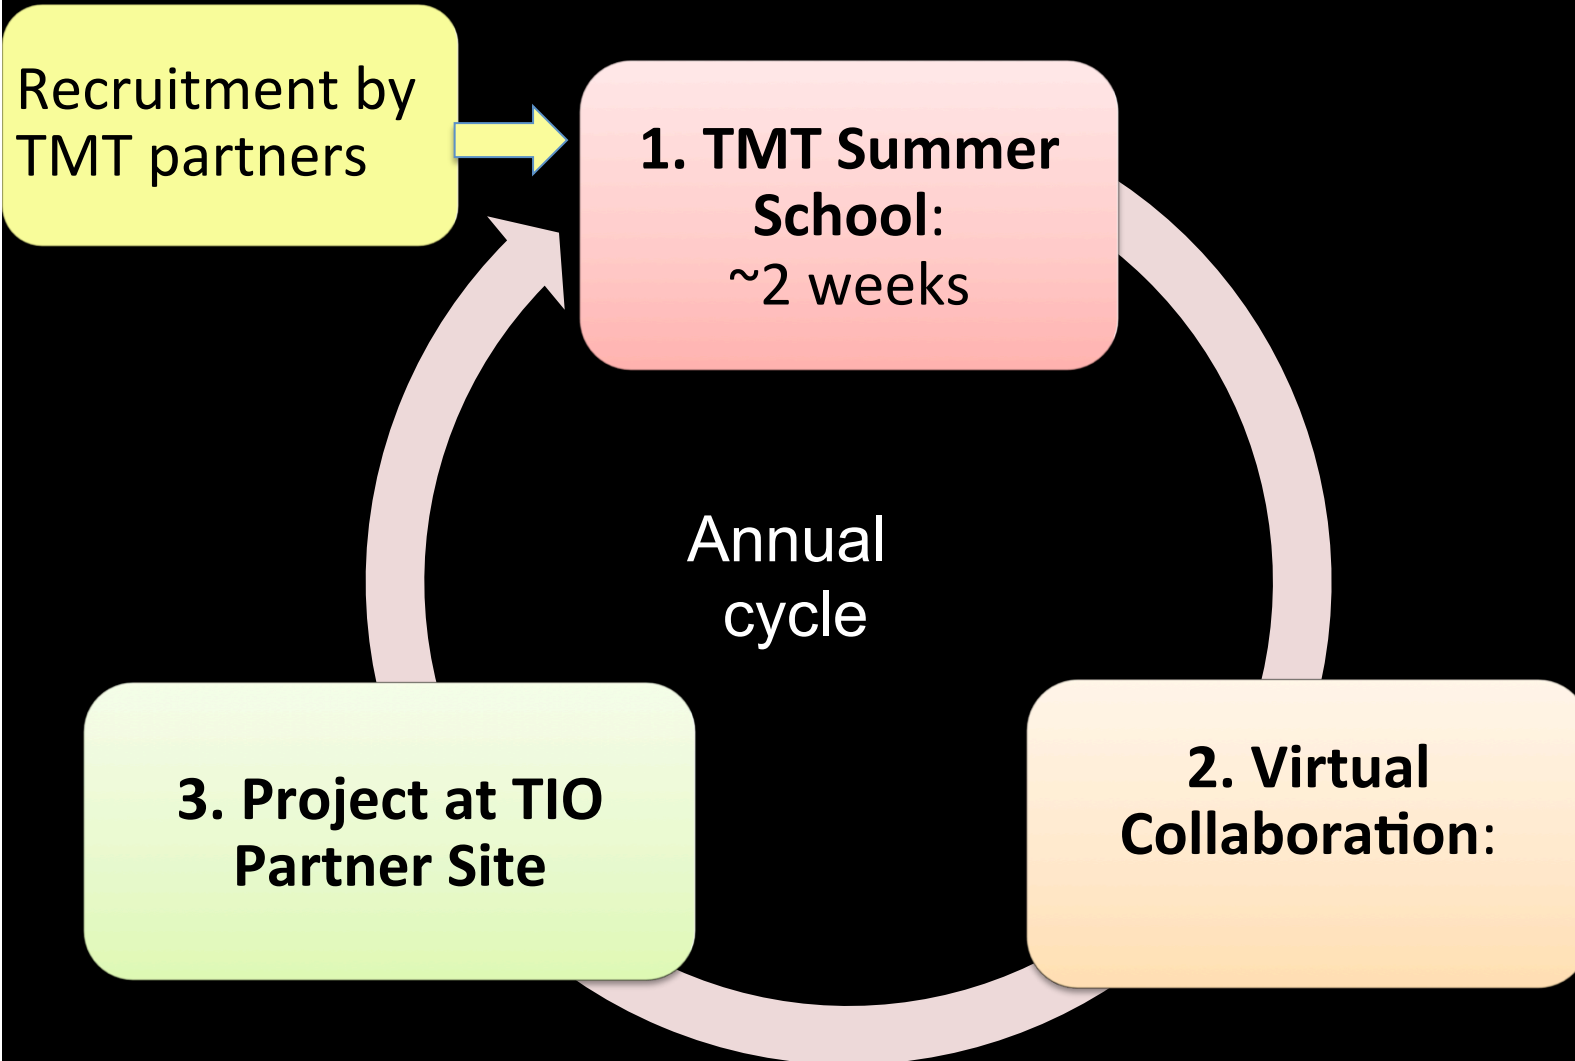 Recruitment by
TMT partners
1. TMT Summer
School:
~2 weeks
Annual
cycle
2. Virtual
Collaboration:
3. Project at TIO
Partner Site